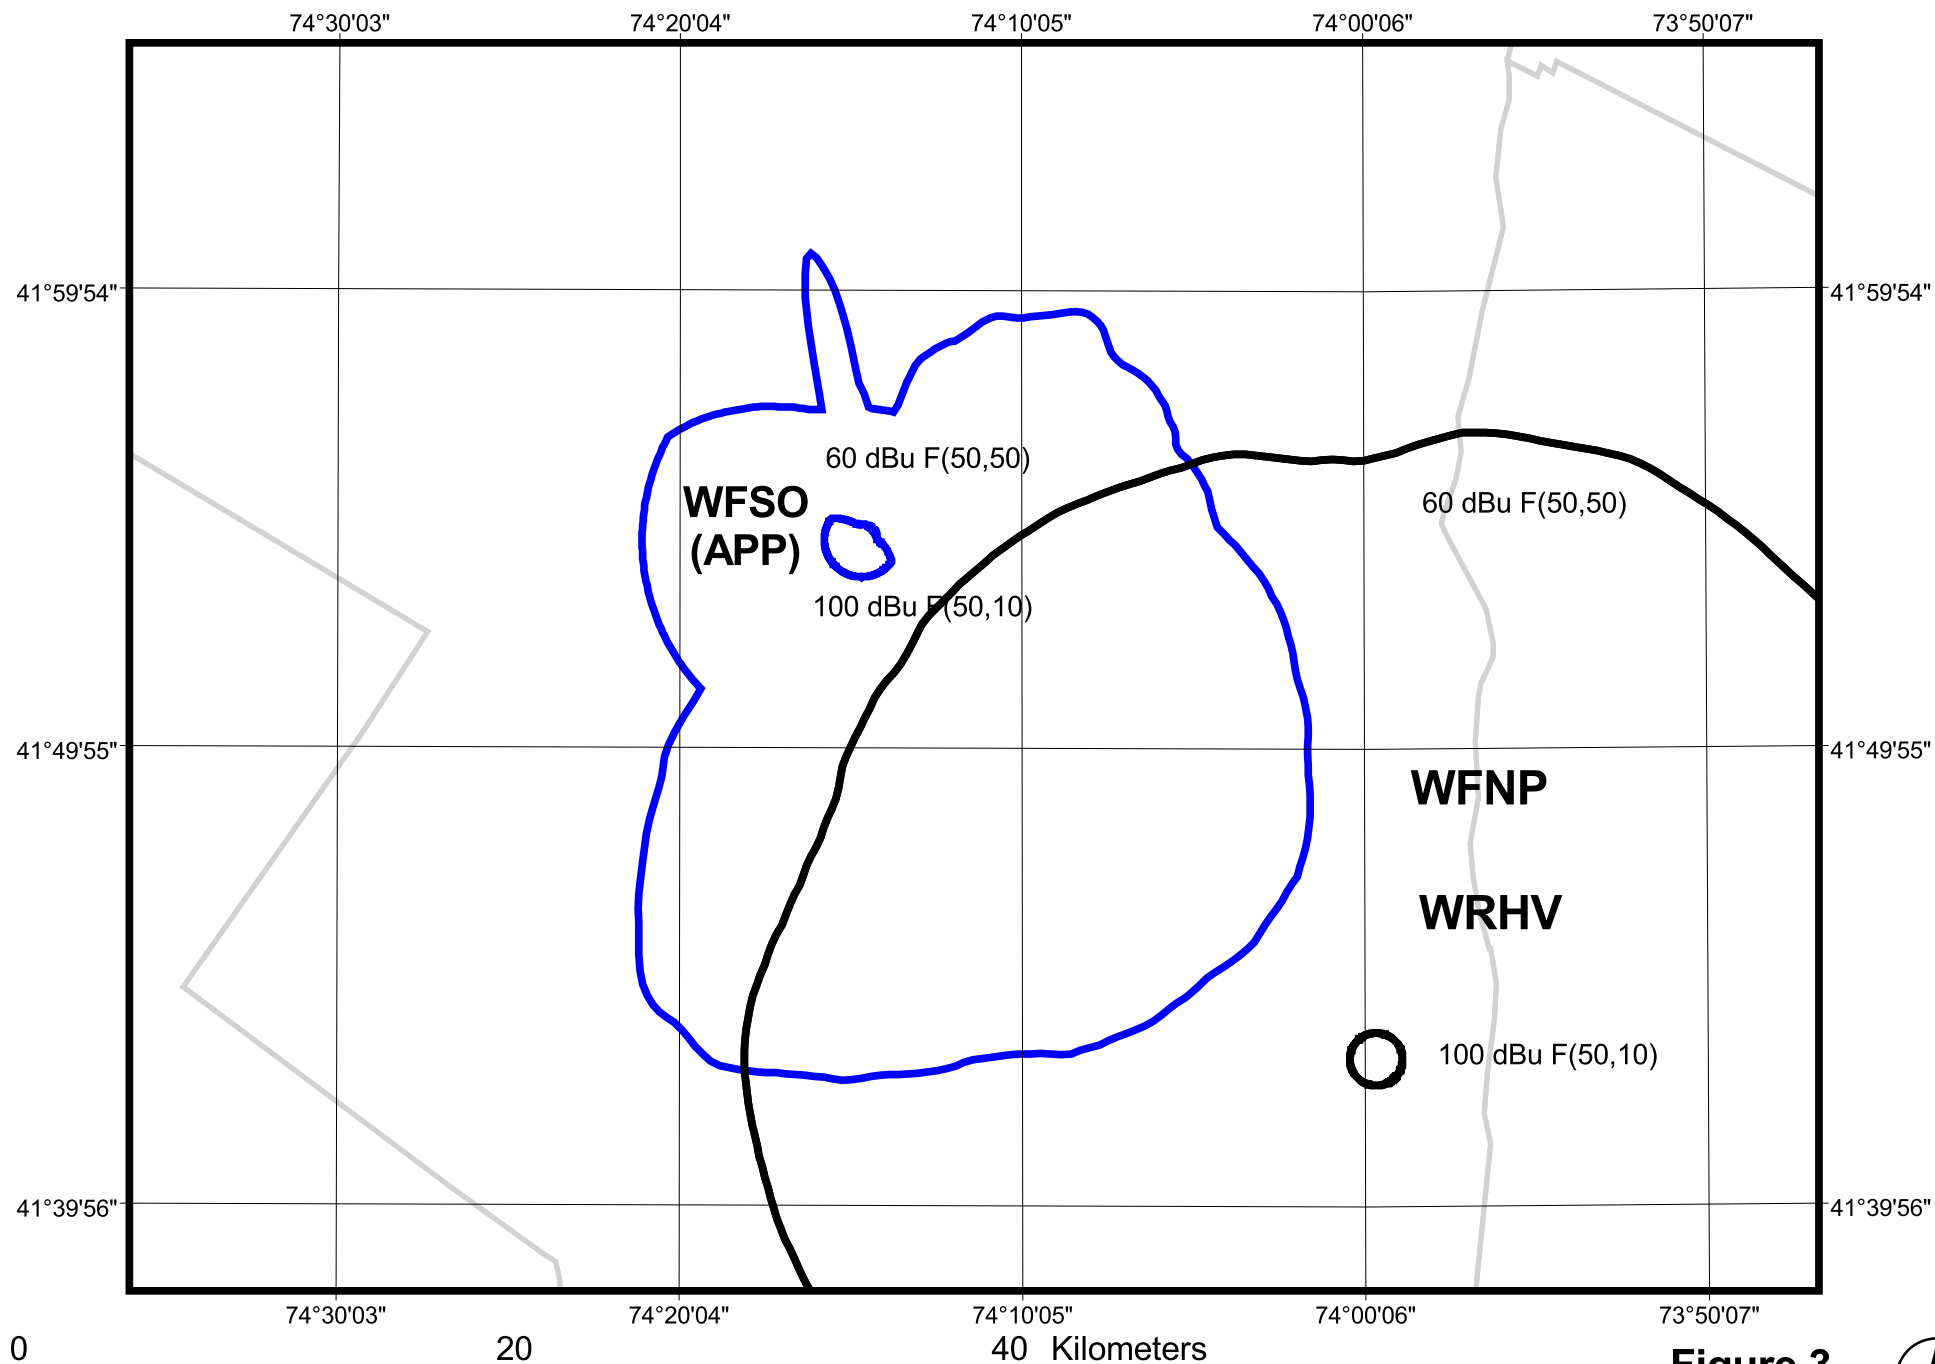 74°30'03" 74°20'04" 74°10'05" 74°00'06" 73°50'07"
41°59'54" 41°59'54"
60 dBu F(50,50)
WFSO
(APP)
60 dBu F(50,50)
100 dBu F(50,10)
41°49'55" 41°49'55"
WFNP
WRHV
100 dBu F(50,10)
41°39'56" 41°39'56"
74°30'03" 74°20'04" 74°10'05" 74°00'06" 73°50'07"
0 20 40 Kilometers
Figure 3